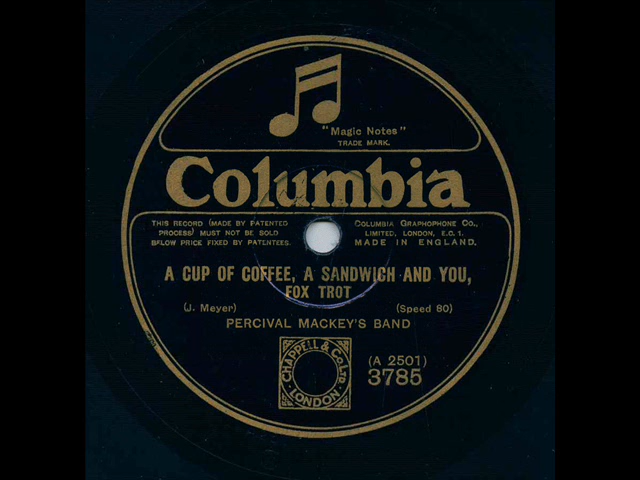 "Magic Notes"
TRADE MARK.
Columbia
THIS RECORD (MADE BY PATENTED
PROCESS) MUST NOT BE SOLD
BELOW PRICE FIXED BY PATENTEES.
COLUMBIA GRAPHOPHONE CO.,
LIMITED, LONDON, E.C. 1.
MADE IN ENGLAND.
A CUP OF COFFEE, A SANDWICH AND YOU,
FOX TROT
(J. Meyer) (Speed 80)
PERCIVAL MACKEY'S BAND
CHAPPELL & CO. LTD
LONDON
(A 2501)
3785